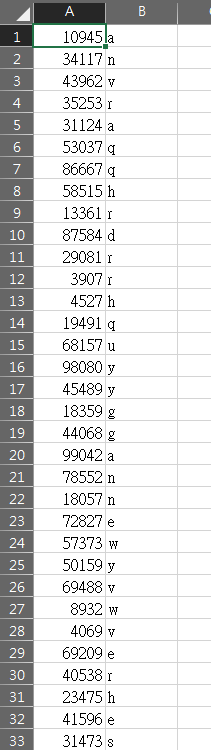 A B
1 10945 a
2 34117 n
3 43962 v
4 35253 r
5 31124 a
6 53037 q
7 86667 q
8 58515 h
9 13361 r
10 87584 d
11 29081 r
12 3907 r
13 4527 h
14 19491 q
15 68157 u
16 98080 y
17 45489 y
18 18359 g
19 44068 g
20 99042 a
21 78552 n
22 18057 n
23 72827 e
24 57373 w
25 50159 y
26 69488 v
27 8932 w
28 4069 v
29 69209 e
30 40538 r
31 23475 h
32 41596 e
33 31473 s